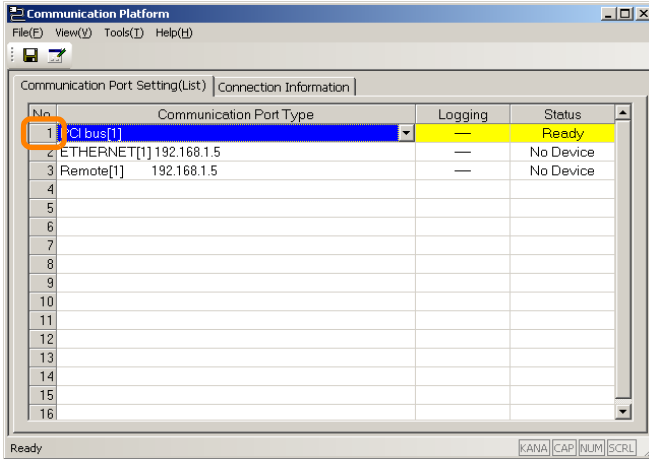 Communication Platform
File(F) View(V) Tools(T) Help(H)
Communication Port Setting(List) Connection Information
No. Communication Port Type Logging Status
1 PCI bus[1] — Ready
2 ETHERNET[1] 192.168.1.5 — No Device
3 Remote[1] 192.168.1.5 — No Device
4
5
6
7
8
9
10
11
12
13
14
15
16
Ready KANA CAP NUM SCRL